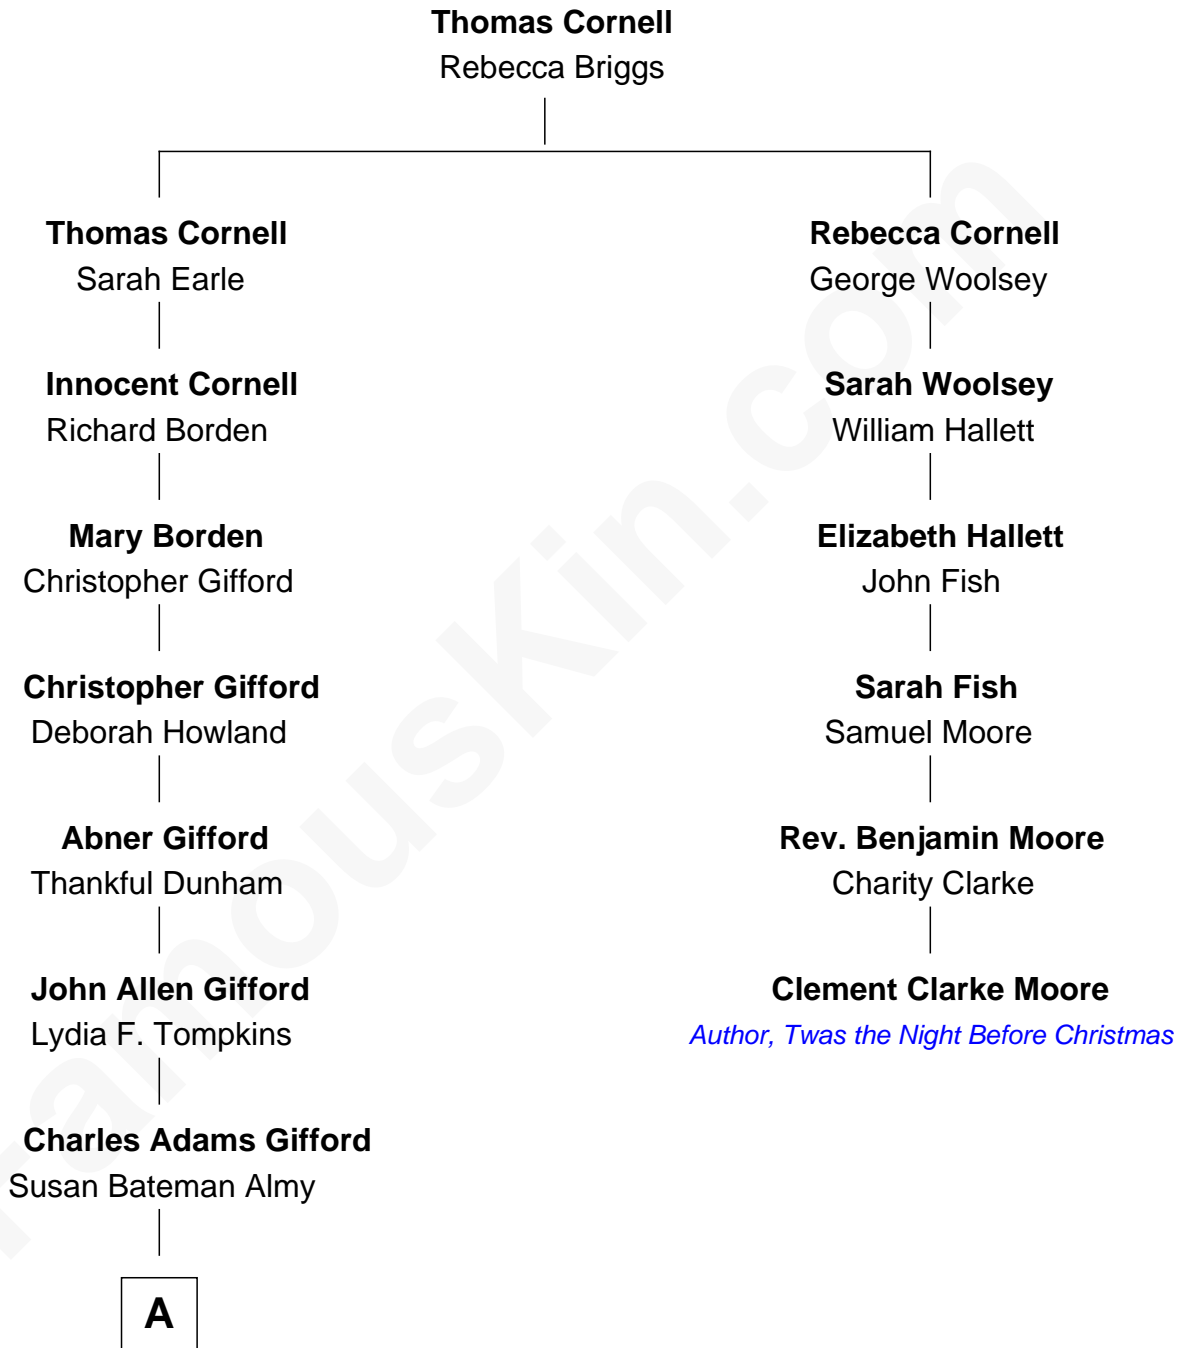 Thomas Cornell
Rebecca Briggs
Thomas Cornell
Sarah Earle
Innocent Cornell
Richard Borden
Mary Borden
Christopher Gifford
Christopher Gifford
Deborah Howland
Abner Gifford
Thankful Dunham
John Allen Gifford
Lydia F. Tompkins
Charles Adams Gifford
Susan Bateman Almy
A
Rebecca Cornell
George Woolsey
Sarah Woolsey
William Hallett
Elizabeth Hallett
John Fish
Sarah Fish
Samuel Moore
Rev. Benjamin Moore
Charity Clarke
Clement Clarke Moore
Author, Twas the Night Before Christmas
FamousKin.com